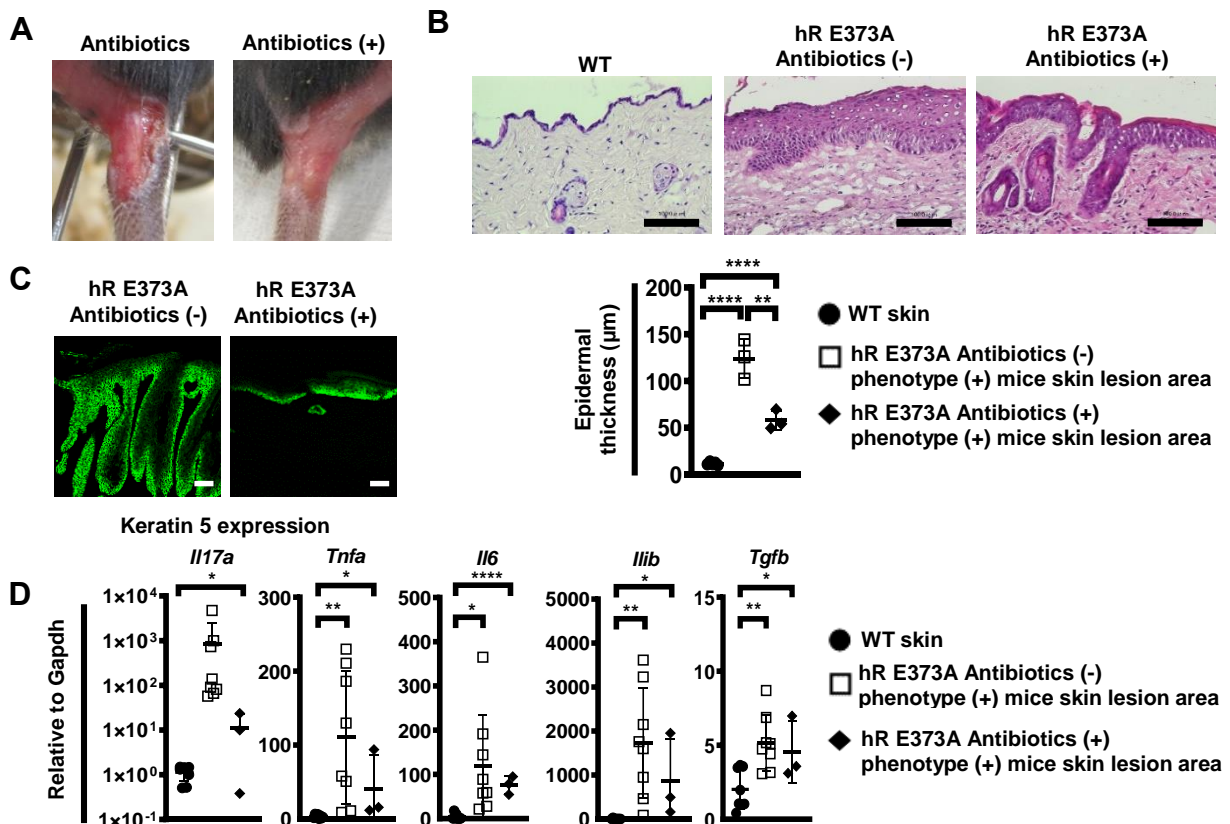 A
Antibiotics
Antibiotics (+)
B
WT
hR E373A
Antibiotics (-)
hR E373A
Antibiotics (+)
C
hR E373A
Antibiotics (-)
hR E373A
Antibiotics (+)
Keratin 5 expression
Epidermal
thickness (µm)
200
150
100
50
0
****
****
**
WT skin
hR E373A Antibiotics (-)
phenotype (+) mice skin lesion area
hR E373A Antibiotics (+)
phenotype (+) mice skin lesion area
D
Relative to Gapdh
Il17a
*
1×10⁴
1×10³
1×10²
1×10¹
1×10⁰
1×10⁻¹
Tnfa
*
**
300
200
100
0
Il6
****
*
500
400
300
200
100
0
Ilib
*
**
5000
4000
3000
2000
1000
0
Tgfb
*
**
15
10
5
0
WT skin
hR E373A Antibiotics (-)
phenotype (+) mice skin lesion area
hR E373A Antibiotics (+)
phenotype (+) mice skin lesion area